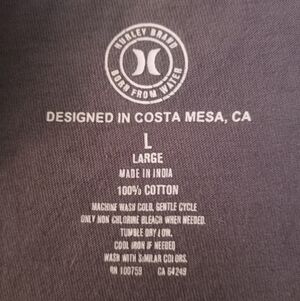 HURLEY BRAND
BORN FROM WATER
DESIGNED IN COSTA MESA, CA
L
LARGE
MADE IN INDIA
100% COTTON
MACHINE WASH COLD, GENTLE CYCLE
ONLY NON CHLORINE BLEACH WHEN NEEDED.
TUMBLE DRY LOW.
COOL IRON IF NEEDED
WASH WITH SIMILAR COLORS.
RN 100759 CA 64249